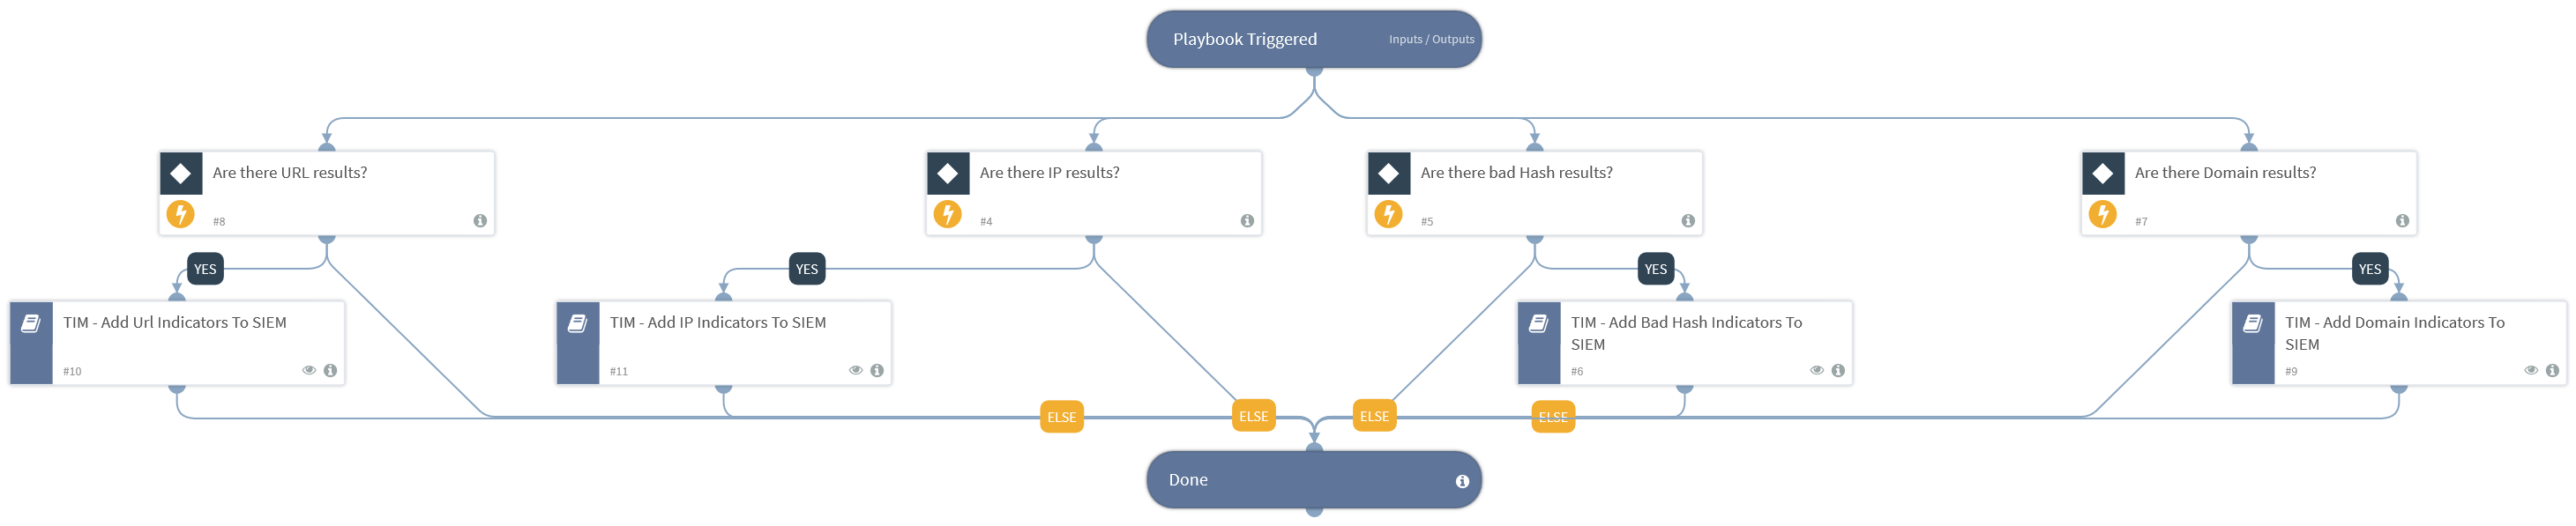 Playbook Triggered
Inputs / Outputs
Are there URL results?
#8
Are there IP results?
#4
Are there bad Hash results?
#5
Are there Domain results?
#7
YES
YES
YES
YES
TIM - Add Url Indicators To SIEM
#10
TIM - Add IP Indicators To SIEM
#11
TIM - Add Bad Hash Indicators To
SIEM
#6
TIM - Add Domain Indicators To
SIEM
#9
ELSE
ELSE
ELSE
ELSE
Done